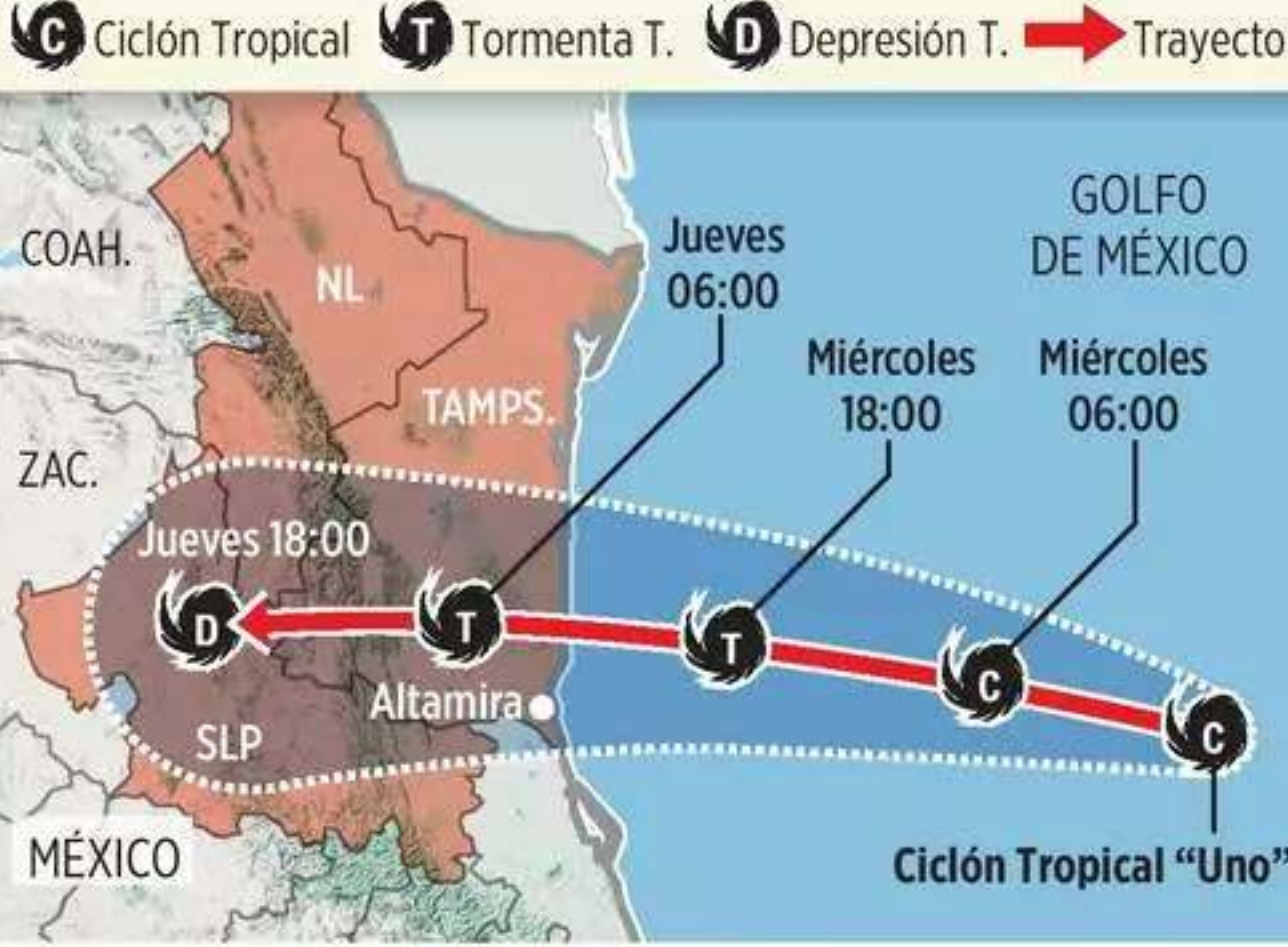 C Ciclón Tropical T Tormenta T. D Depresión T. Trayecto
GOLFO
DE MÉXICO
COAH.
NL
Jueves
06:00
Miércoles
18:00
Miércoles
06:00
TAMPS.
ZAC.
Jueves 18:00
D
T
T
C
C
Altamira
SLP
MÉXICO
Ciclón Tropical “Uno”